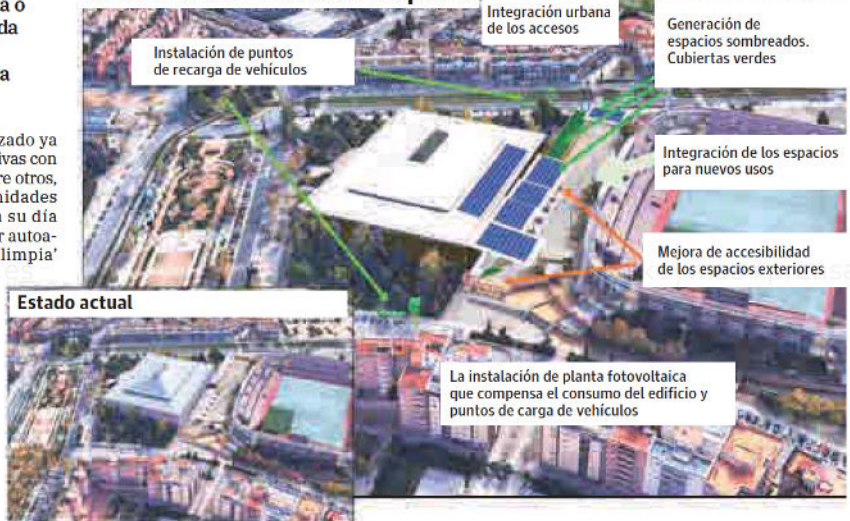 a o
da
a
zado ya
ivas con
re otros,
nidades
n su día
r autoa-
limpia’
Integración urbana
de los accesos
Generación de
espacios sombreados.
Cubiertas verdes
Instalación de puntos
de recarga de vehículos
Integración de los espacios
para nuevos usos
Mejora de accesibilidad
de los espacios exteriores
Estado actual
La instalación de planta fotovoltaica
que compensa el consumo del edificio y
puntos de carga de vehículos